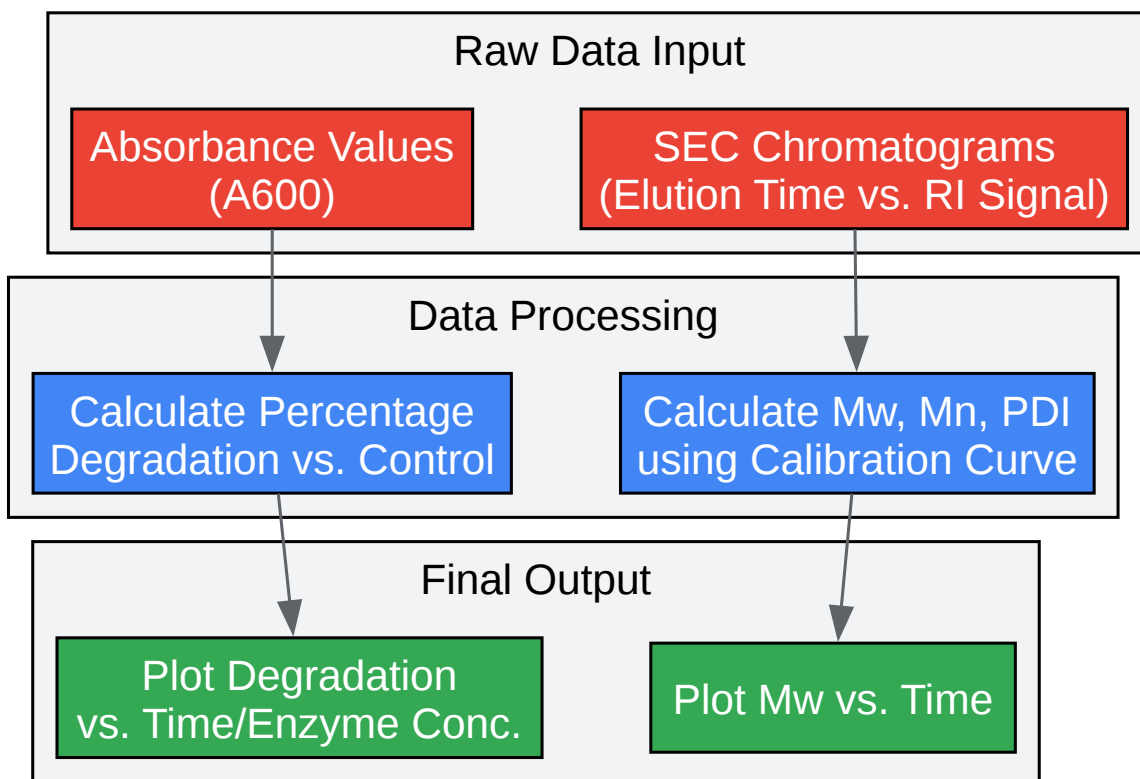 Raw Data Input
Absorbance Values
(A600)
SEC Chromatograms
(Elution Time vs. RI Signal)
Data Processing
Calculate Percentage
Degradation vs. Control
Calculate Mw, Mn, PDI
using Calibration Curve
Final Output
Plot Degradation
vs. Time/Enzyme Conc.
Plot Mw vs. Time